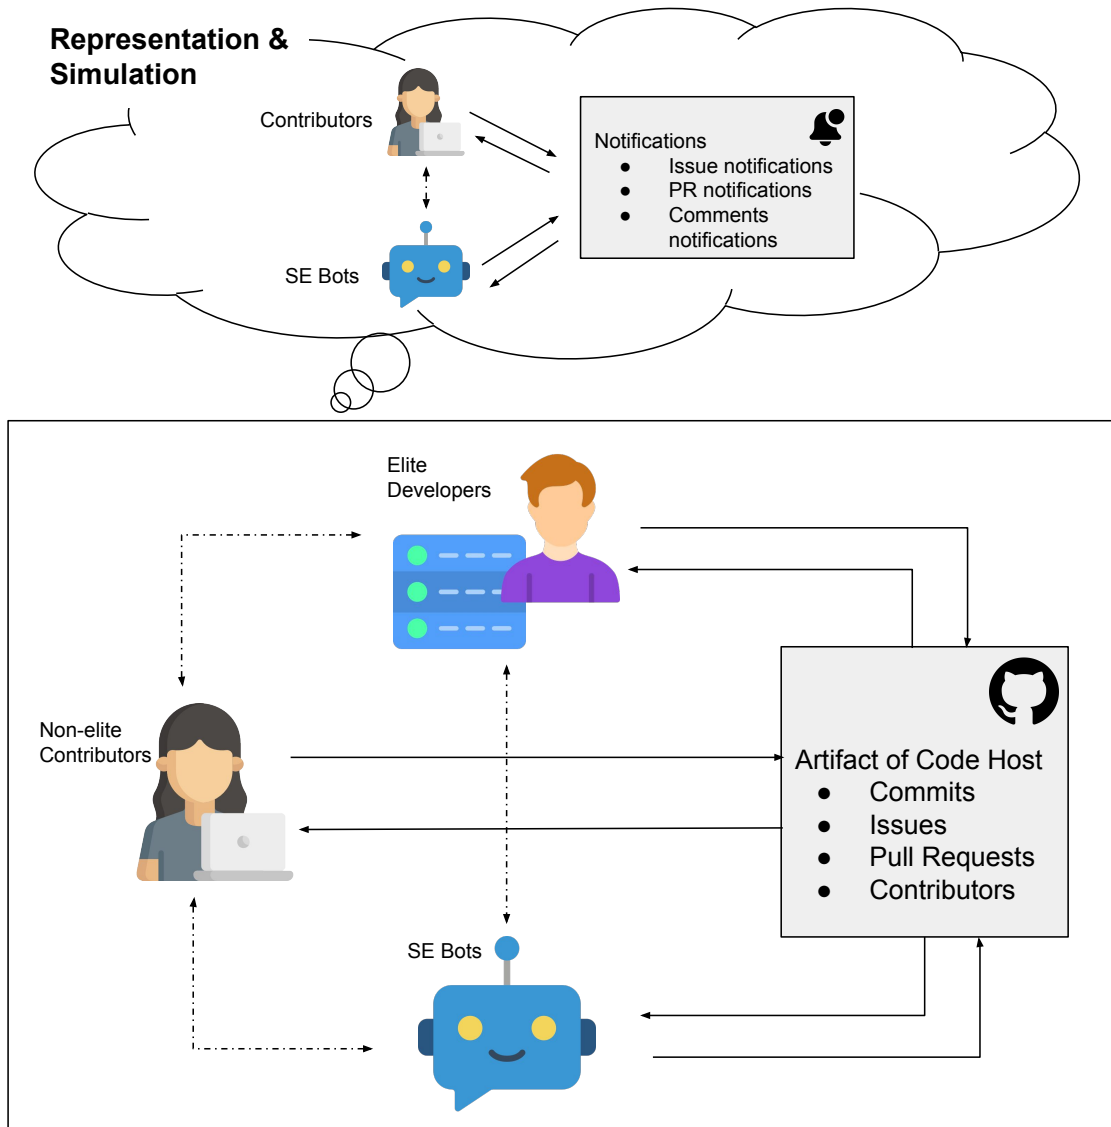 Representation &
Simulation
Contributors
Notifications
● Issue notifications
● PR notifications
● Comments
notifications
SE Bots
Elite
Developers
Non-elite
Contributors
Artifact of Code Host
● Commits
● Issues
● Pull Requests
● Contributors
SE Bots